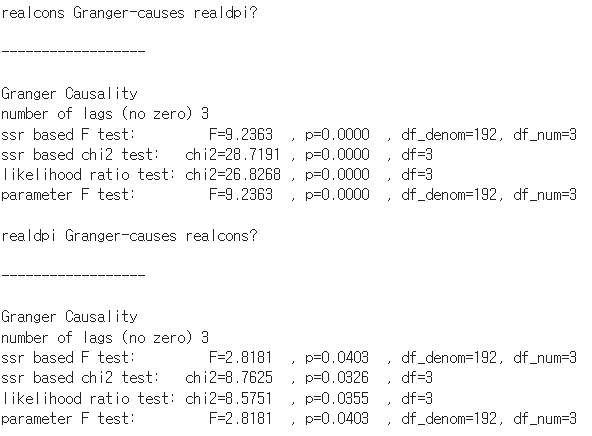 realcons Granger-causes realdpi?
------------------
Granger Causality
number of lags (no zero) 3
ssr based F test:         F=9.2363  , p=0.0000  , df_denom=192, df_num=3
ssr based chi2 test:   chi2=28.7191 , p=0.0000  , df=3
likelihood ratio test: chi2=26.8268 , p=0.0000  , df=3
parameter F test:         F=9.2363  , p=0.0000  , df_denom=192, df_num=3
realdpi Granger-causes realcons?
------------------
Granger Causality
number of lags (no zero) 3
ssr based F test:         F=2.8181  , p=0.0403  , df_denom=192, df_num=3
ssr based chi2 test:   chi2=8.7625  , p=0.0326  , df=3
likelihood ratio test: chi2=8.5751  , p=0.0355  , df=3
parameter F test:         F=2.8181  , p=0.0403  , df_denom=192, df_num=3